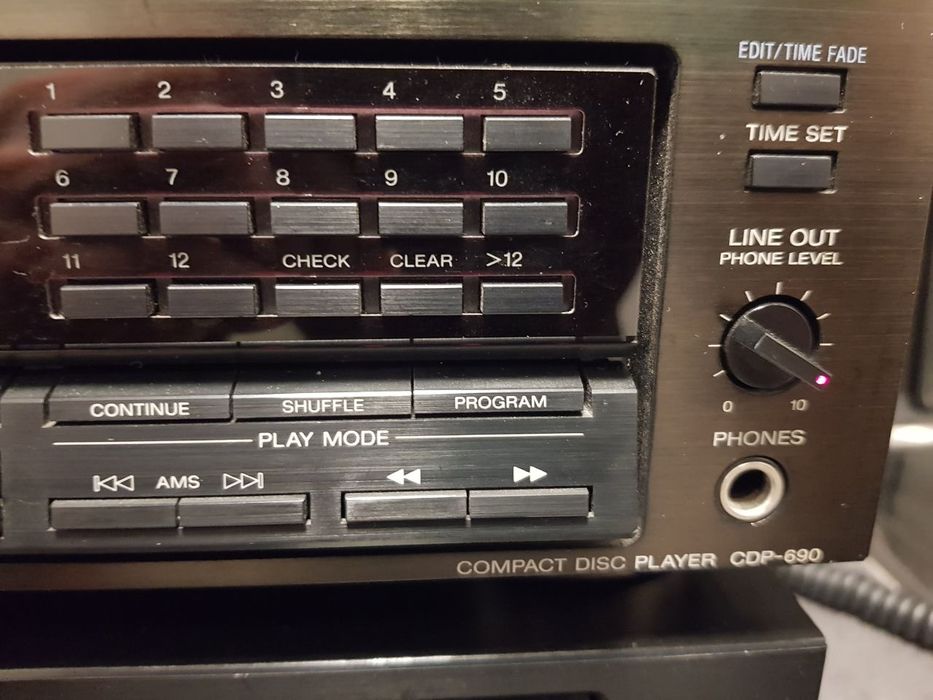 EDIT/TIME FADE
1 2 3 4 5
TIME SET
6 7 8 9 10
LINE OUT
PHONE LEVEL
11 12 CHECK CLEAR >12
0 10
CONTINUE SHUFFLE PROGRAM
PLAY MODE
PHONES
AMS
COMPACT DISC PLAYER CDP-690